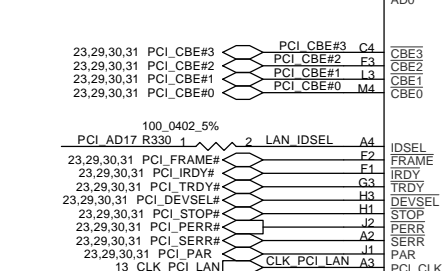 AD0
23,29,30,31 PCI_CBE#3 PCI_CBE#3 C4 CBE3
23,29,30,31 PCI_CBE#2 PCI_CBE#2 F3 CBE2
23,29,30,31 PCI_CBE#1 PCI_CBE#1 L3 CBE1
23,29,30,31 PCI_CBE#0 PCI_CBE#0 M4 CBE0
100_0402_5%
PCI_AD17 R330 1 2 LAN_IDSEL A4 IDSEL
23,29,30,31 PCI_FRAME# F2 FRAME
23,29,30,31 PCI_IRDY# F1 IRDY
23,29,30,31 PCI_TRDY# G3 TRDY
23,29,30,31 PCI_DEVSEL# H3 DEVSEL
23,29,30,31 PCI_STOP# H1 STOP
23,29,30,31 PCI_PERR# J2 PERR
23,29,30,31 PCI_SERR# A2 SERR
23,29,30,31 PCI_PAR J1 PAR
13 CLK_PCI_LAN CLK_PCI_LAN A3 PCI_CLK